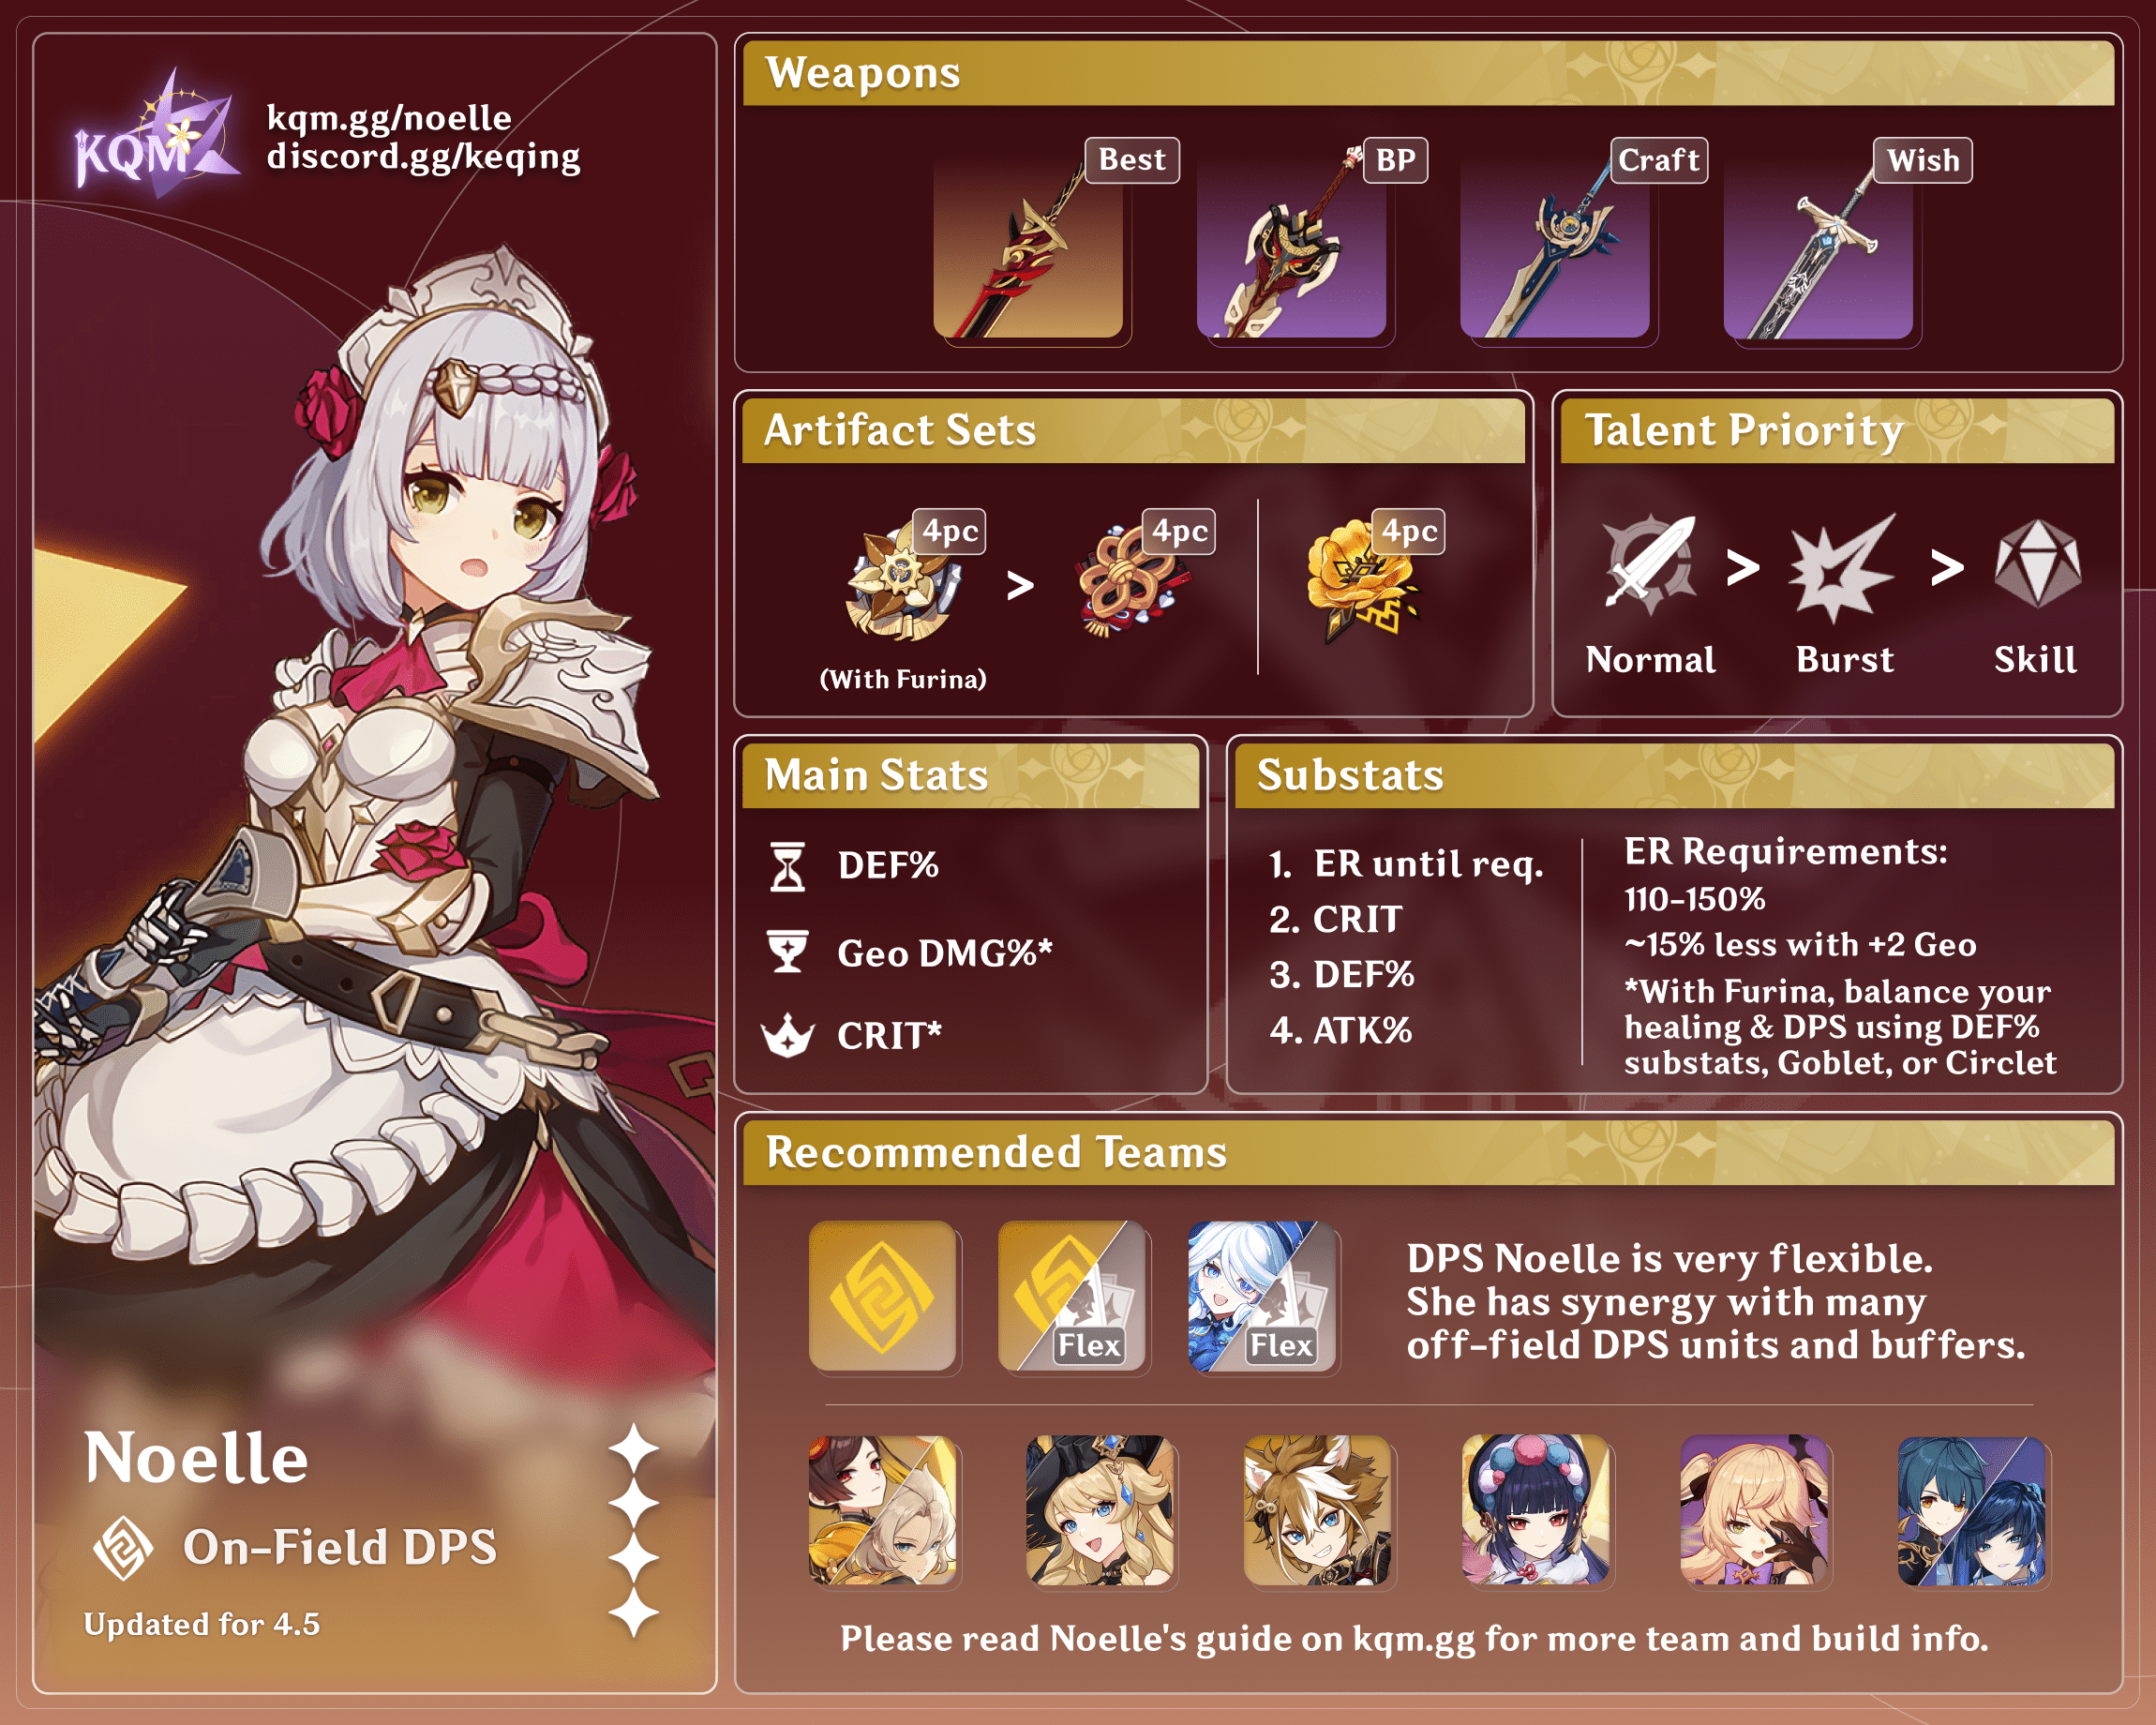 KQM
kqm.gg/noelle
discord.gg/keqing
Noelle
On-Field DPS
Updated for 4.5
Weapons
Best
BP
Craft
Wish
Artifact Sets
4pc
>
4pc
4pc
(With Furina)
Talent Priority
> >
Normal Burst Skill
Main Stats
DEF%
Geo DMG%*
CRIT*
Substats
1. ER until req.
2. CRIT
3. DEF%
4. ATK%
ER Requirements:
110-150%
~15% less with +2 Geo
*With Furina, balance your
healing & DPS using DEF%
substats, Goblet, or Circlet
Recommended Teams
Flex
Flex
DPS Noelle is very flexible.
She has synergy with many
off-field DPS units and buffers.
Please read Noelle's guide on kqm.gg for more team and build info.